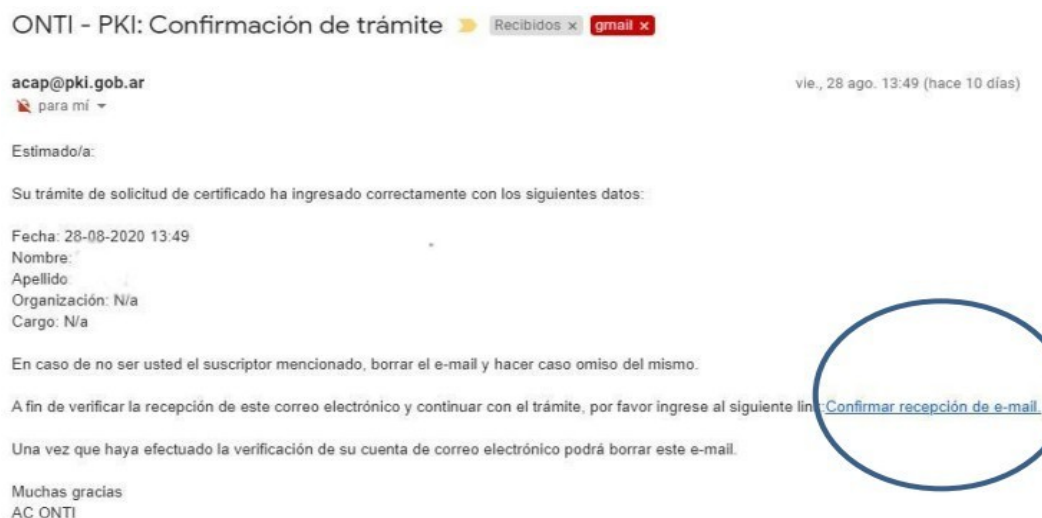 ONTI - PKI: Confirmación de trámite Recibidos x gmail x
acap@pki.gob.ar vie., 28 ago. 13:49 (hace 10 días)
para mí
Estimado/a:
Su trámite de solicitud de certificado ha ingresado correctamente con los siguientes datos:
Fecha: 28-08-2020 13:49
Nombre:
Apellido
Organización: N/a
Cargo: N/a
En caso de no ser usted el suscriptor mencionado, borrar el e-mail y hacer caso omiso del mismo.
A fin de verificar la recepción de este correo electrónico y continuar con el trámite, por favor ingrese al siguiente link:Confirmar recepción de e-mail.
Una vez que haya efectuado la verificación de su cuenta de correo electrónico podrá borrar este e-mail.
Muchas gracias
AC ONTI